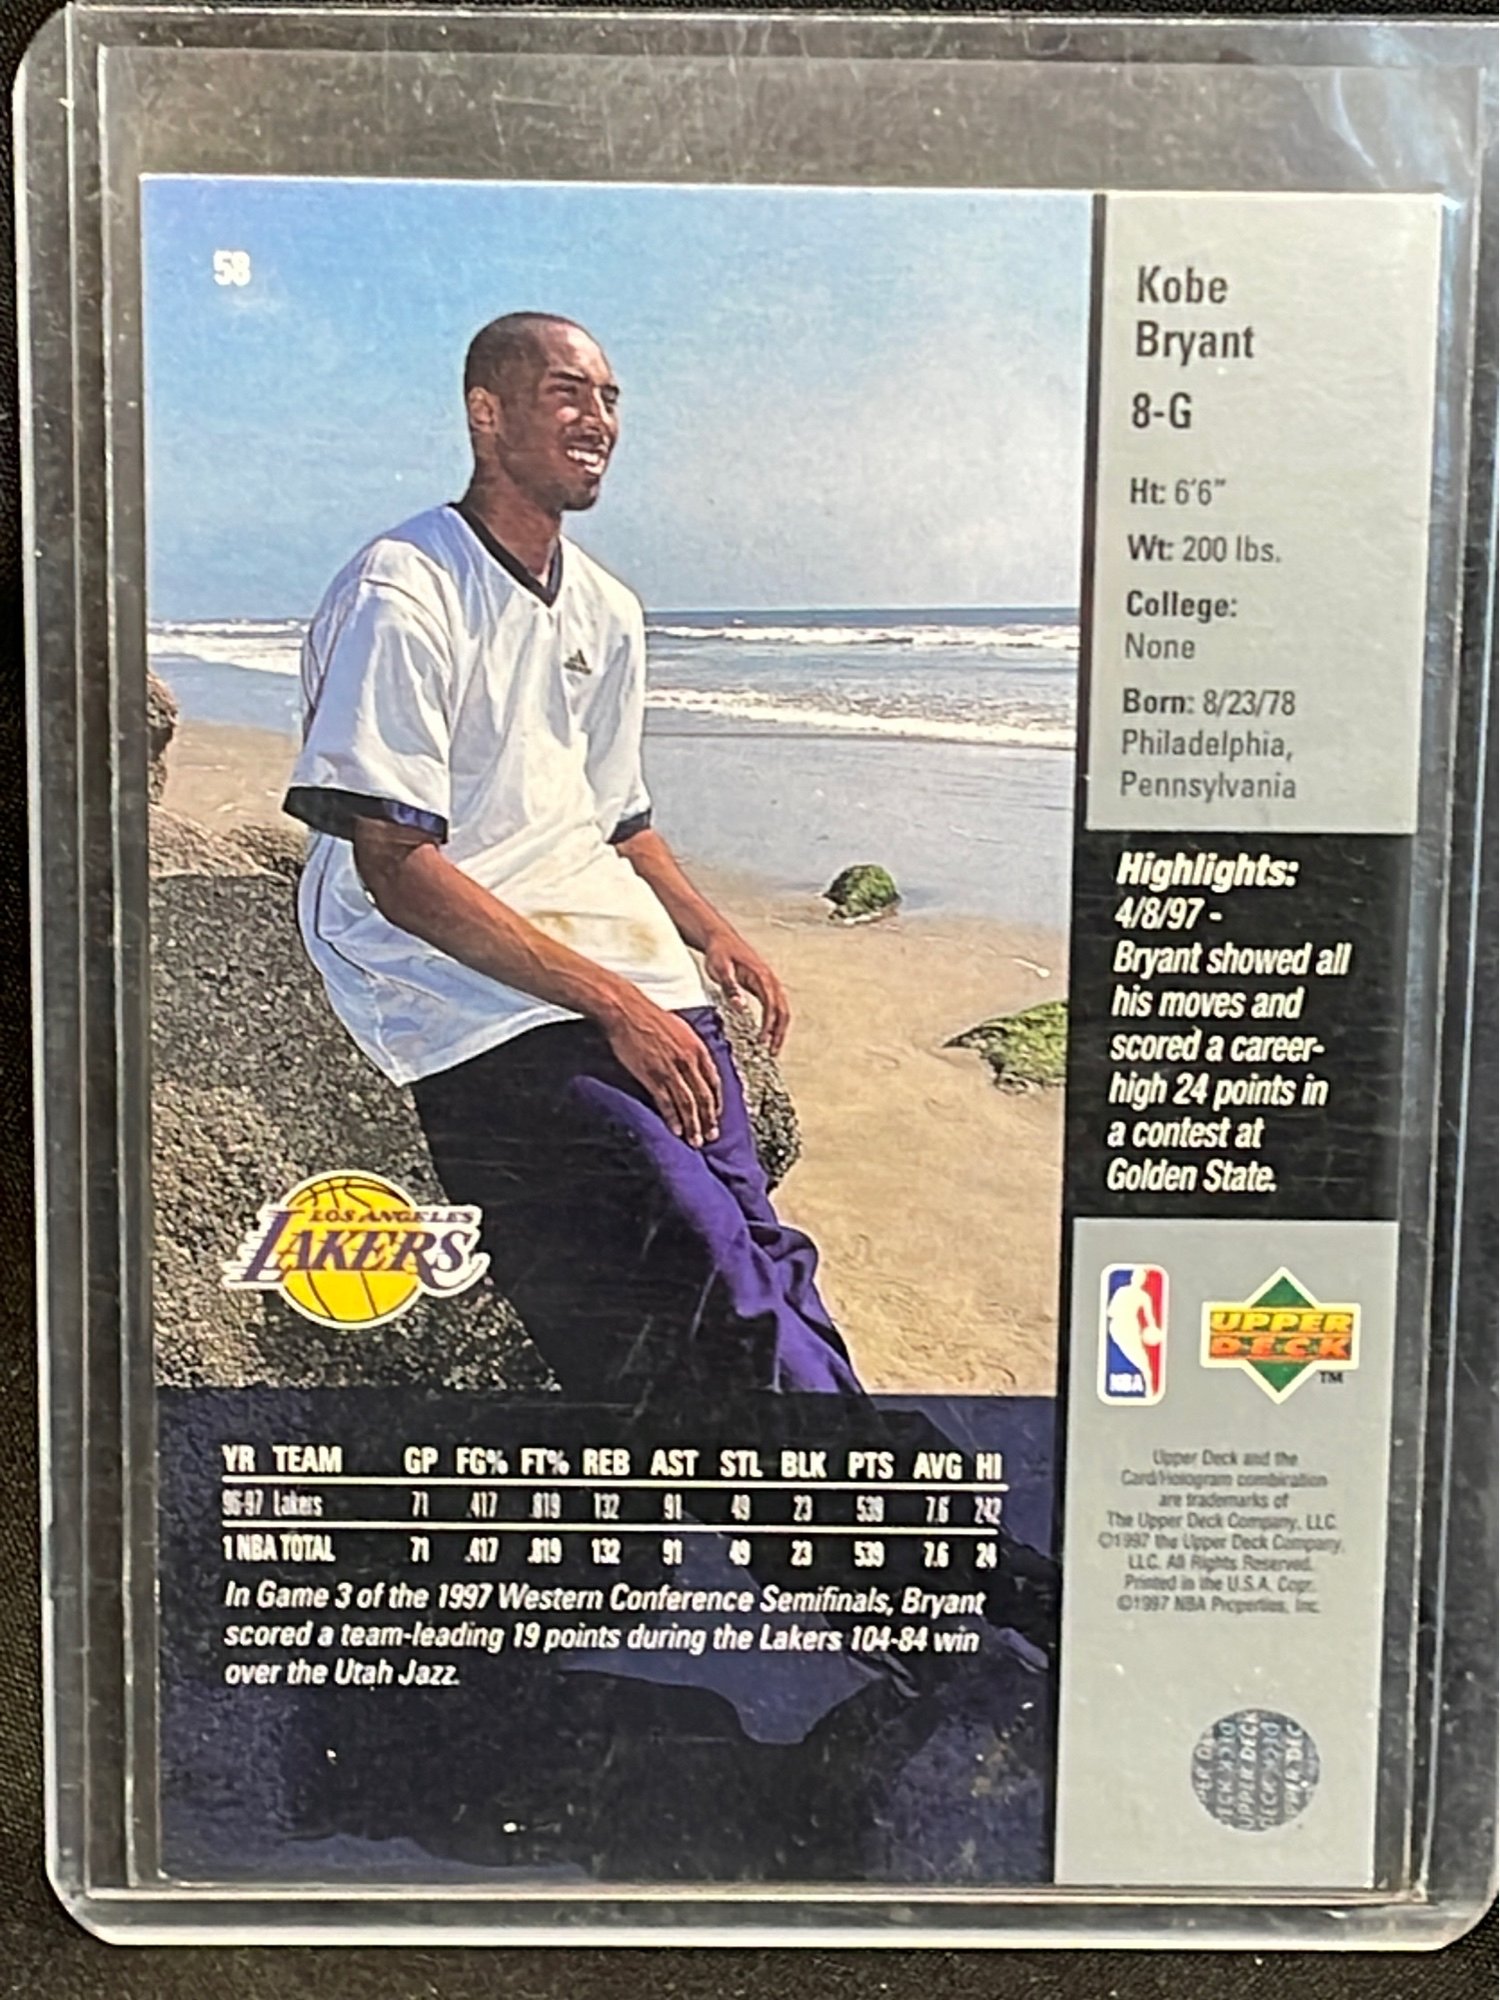 58
Kobe
Bryant
8-G
Ht: 6'6"
Wt: 200 lbs.
College:
None
Born: 8/23/78
Philadelphia,
Pennsylvania
Highlights:
4/8/97 -
Bryant showed all
his moves and
scored a career-
high 24 points in
a contest at
Golden State.
LOS ANGELES
LAKERS
NBA
UPPER
DECK
TM
YR TEAM GP FG% FT% REB AST STL BLK PTS AVG HI
96-97 Lakers 71 .417 .819 132 91 49 23 539 7.6 242
1 NBA TOTAL 71 .417 .819 132 91 49 23 539 7.6 24
In Game 3 of the 1997 Western Conference Semifinals, Bryant
scored a team-leading 19 points during the Lakers 104-84 win
over the Utah Jazz.
Upper Deck and the
Card/Hologram combination
are trademarks of
The Upper Deck Company, LLC.
©1997 the Upper Deck Company,
LLC. All Rights Reserved.
Printed in the U.S.A. Copr.
©1997 NBA Properties, Inc.
UPPER DECK